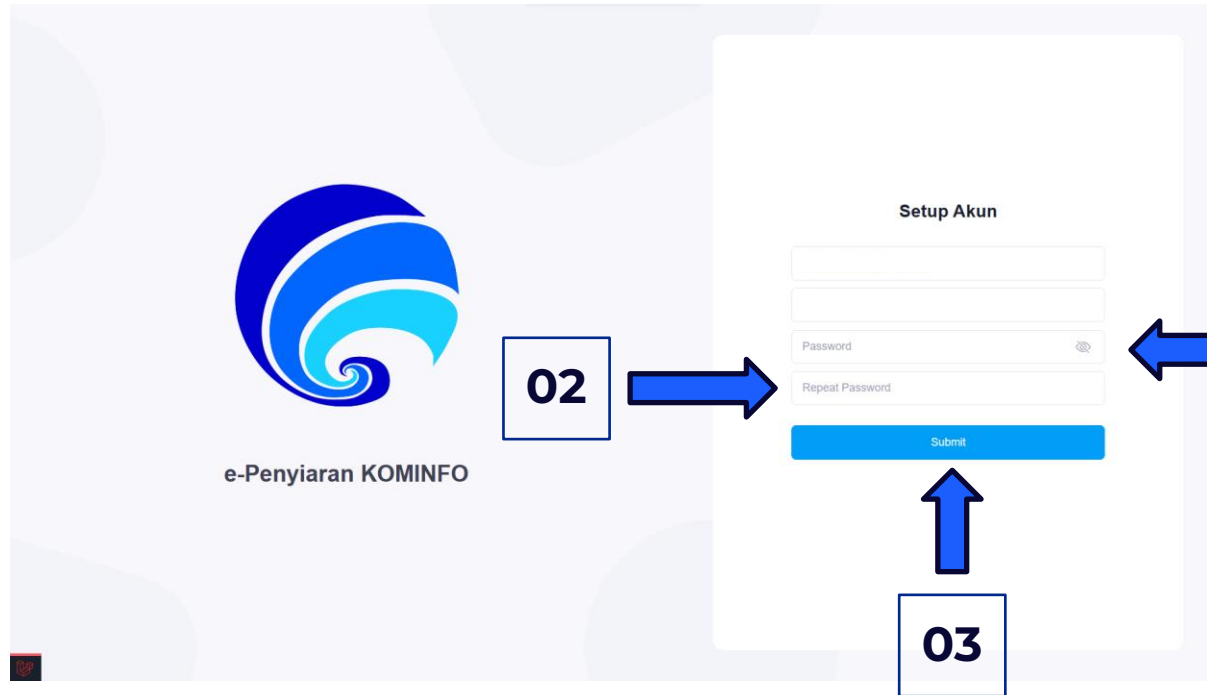 Setup Akun
Password
02
Repeat Password
Submit
e-Penyiaran KOMINFO
03